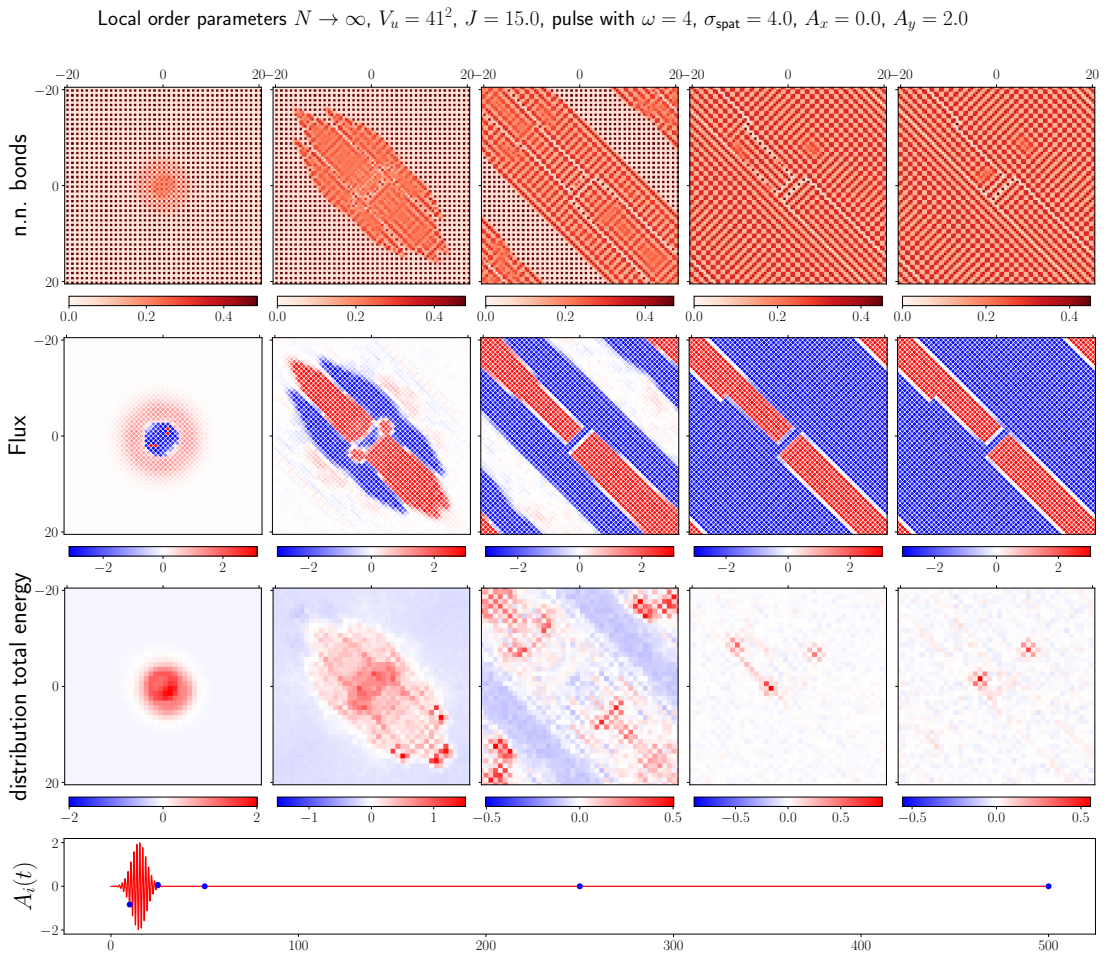 Local order parameters N → ∞, V_u = 41², J = 15.0, pulse with ω = 4, σ_spat = 4.0, A_x = 0.0, A_y = 2.0
−20 0 20 −20 0 20 −20 0 20 −20 0 20 −20 0 20
n.n. bonds
−20
0
20
0.0 0.2 0.4 0.0 0.2 0.4 0.0 0.2 0.4 0.0 0.2 0.4 0.0 0.2 0.4
Flux
−20
0
20
−2 0 2 −2 0 2 −2 0 2 −2 0 2 −2 0 2
distribution total energy
−20
0
20
−2 0 2 −1 0 1 −0.5 0.0 0.5 −0.5 0.0 0.5 −0.5 0.0 0.5
A_i(t)
2
0
−2
0 100 200 300 400 500